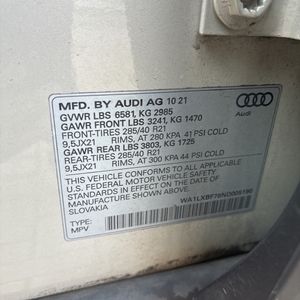 MFD. BY AUDI AG 10 21
GVWR LBS 6581, KG 2985
GAWR FRONT LBS 3241, KG 1470
FRONT-TIRES 285/40 R21
9,5JX21 RIMS, AT 280 KPA 41 PSI COLD
GAWR REAR LBS 3803, KG 1725
REAR-TIRES 285/40 R21
9,5JX21 RIMS, AT 300 KPA 44 PSI COLD
THIS VEHICLE CONFORMS TO ALL APPLICABLE
U.S. FEDERAL MOTOR VEHICLE
SAFETY STANDARDS IN EFFECT
ON THE DATE OF MANUFACTURE SHOWN ABOVE
SLOVAKIA
TYPE:
MPV
Audi